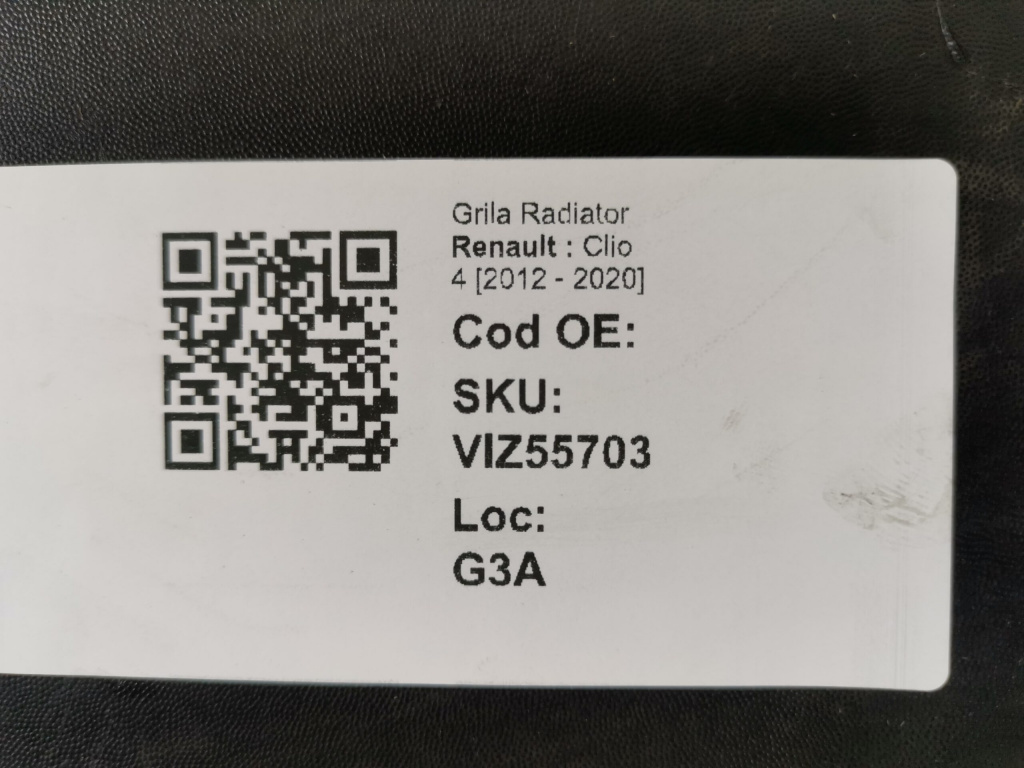 Grila Radiator
Renault : Clio
4 [2012 - 2020]
Cod OE:
SKU:
VIZ55703
Loc:
G3A